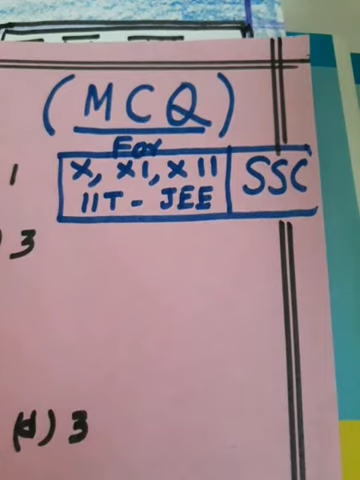 (MCQ)
For
X, XI, XII
IIT - JEE
SSC
1
) 3
(d) 3